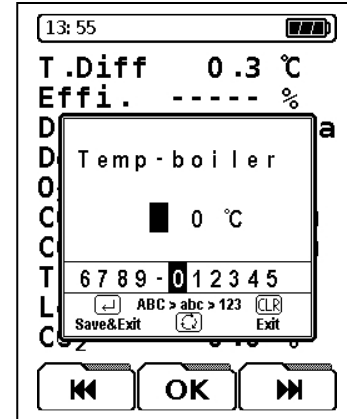 13:55
T.Diff 0.3 ℃
Effi. ----- %
Temp-boiler
0 ℃
6789-012345
ABC > abc > 123 CLR
Save&Exit Exit
OK